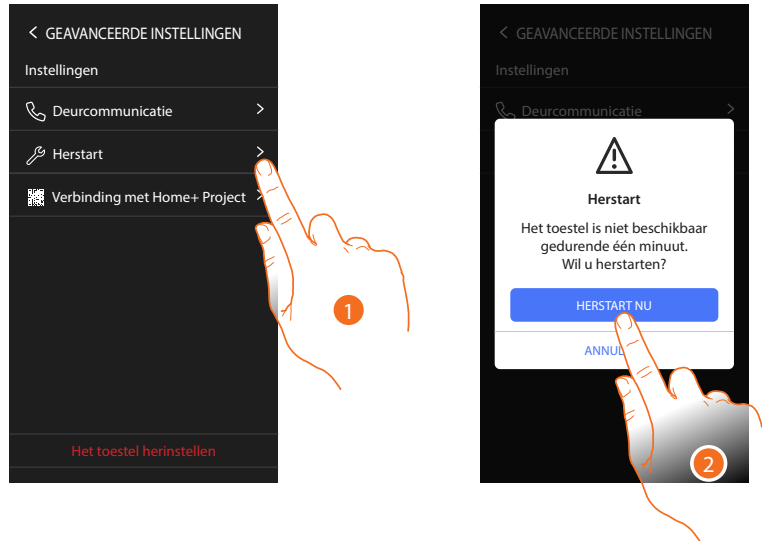 GEAVANCEERDE INSTELLINGEN
Instellingen
Deurcommunicatie
Herstart
Verbinding met Home+ Project
1
Het toestel herinstellen
GEAVANCEERDE INSTELLINGEN
Instellingen
Deurcommunicatie
Herstart
Het toestel is niet beschikbaar
gedurende één minuut.
Wil u herstarten?
HERSTART NU
ANNUL
2